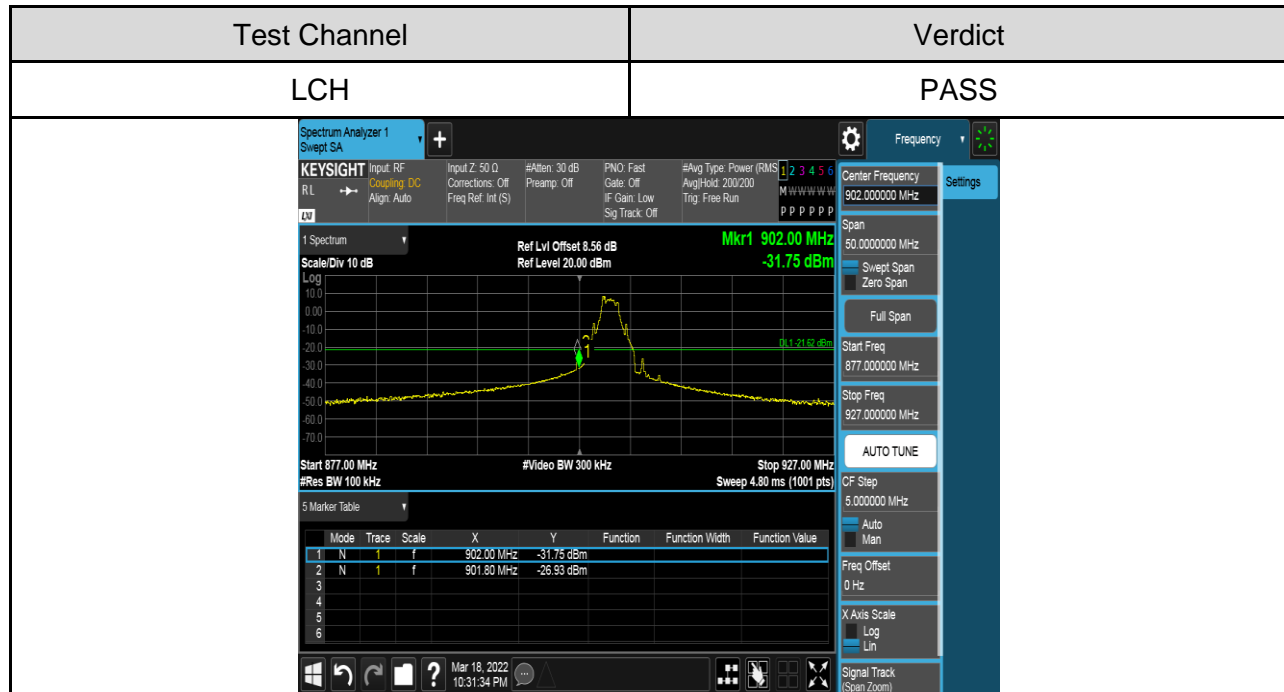 Test Channel Verdict
LCH PASS
Spectrum Analyzer 1
Swept SA
+
Frequency
KEYSIGHT Input: RF Input Z: 50 Ω #Atten: 30 dB PNO: Fast #Avg Type: Power (RMS 1 2 3 4 5 6
RL Coupling: DC Corrections: Off Preamp: Off Gate: Off Avg|Hold: 200/200 M W W W W W
Align: Auto Freq Ref: Int (S) IF Gain: Low Trig: Free Run
LXI Sig Track: Off P P P P P P
Center Frequency
902.000000 MHz
Settings
1 Spectrum Ref Lvl Offset 8.56 dB Mkr1 902.00 MHz
Scale/Div 10 dB Ref Level 20.00 dBm -31.75 dBm
Log
10.0
0.00
-10.0
-20.0
-30.0
-40.0
-50.0
-60.0
-70.0
DL1 -21.62 dBm
2
1
Start 877.00 MHz #Video BW 300 kHz Stop 927.00 MHz
#Res BW 100 kHz Sweep 4.80 ms (1001 pts)
Span
50.0000000 MHz
Swept Span
Zero Span
Full Span
Start Freq
877.000000 MHz
Stop Freq
927.000000 MHz
AUTO TUNE
CF Step
5.000000 MHz
Auto
Man
Freq Offset
0 Hz
X Axis Scale
Log
Lin
Signal Track
(Span Zoom)
5 Marker Table
Mode Trace Scale X Y Function Function Width Function Value
1 N 1 f 902.00 MHz -31.75 dBm
2 N 1 f 901.80 MHz -26.93 dBm
3
4
5
6
? Mar 18, 2022
10:31:34 PM